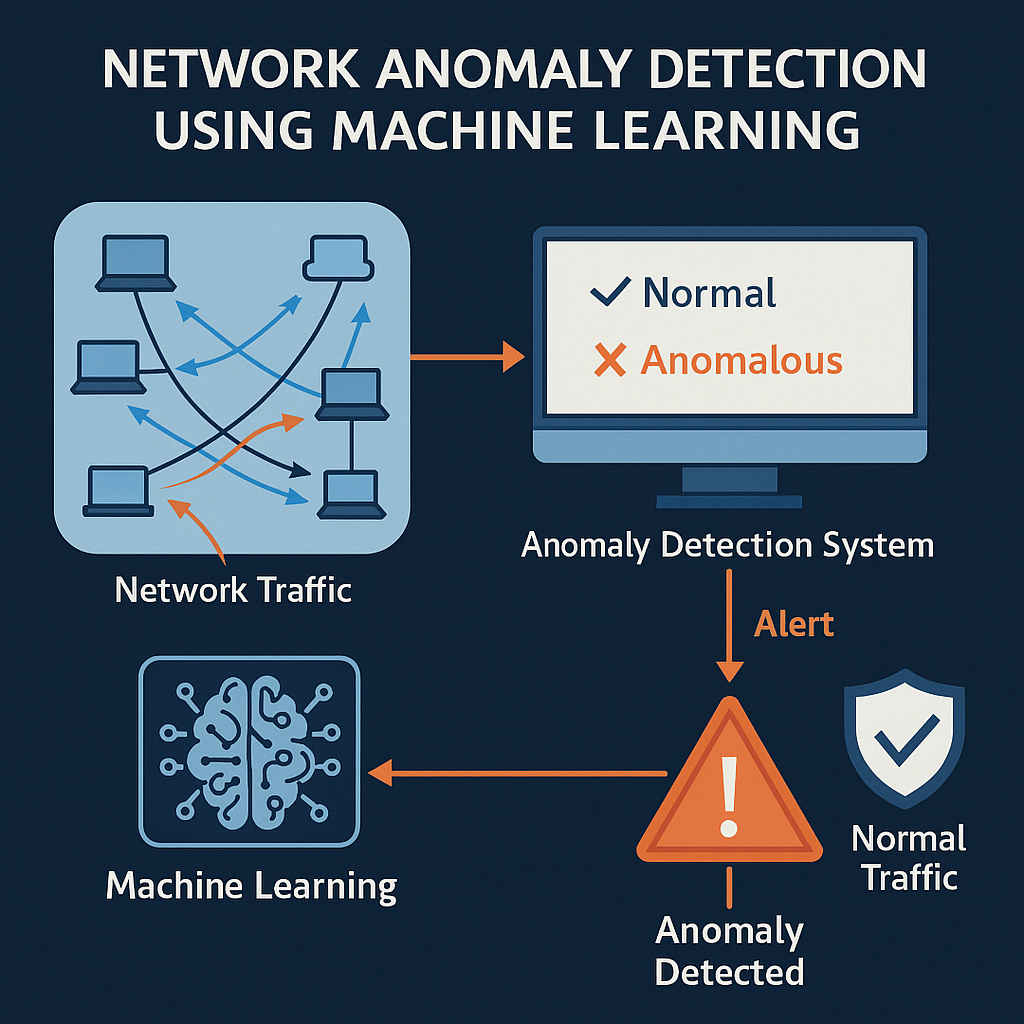 NETWORK ANOMALY DETECTION
USING MACHINE LEARNING
Normal
Anomalous
Network Traffic
Anomaly Detection System
Alert
!
Machine Learning
Normal
Traffic
Anomaly
Detected